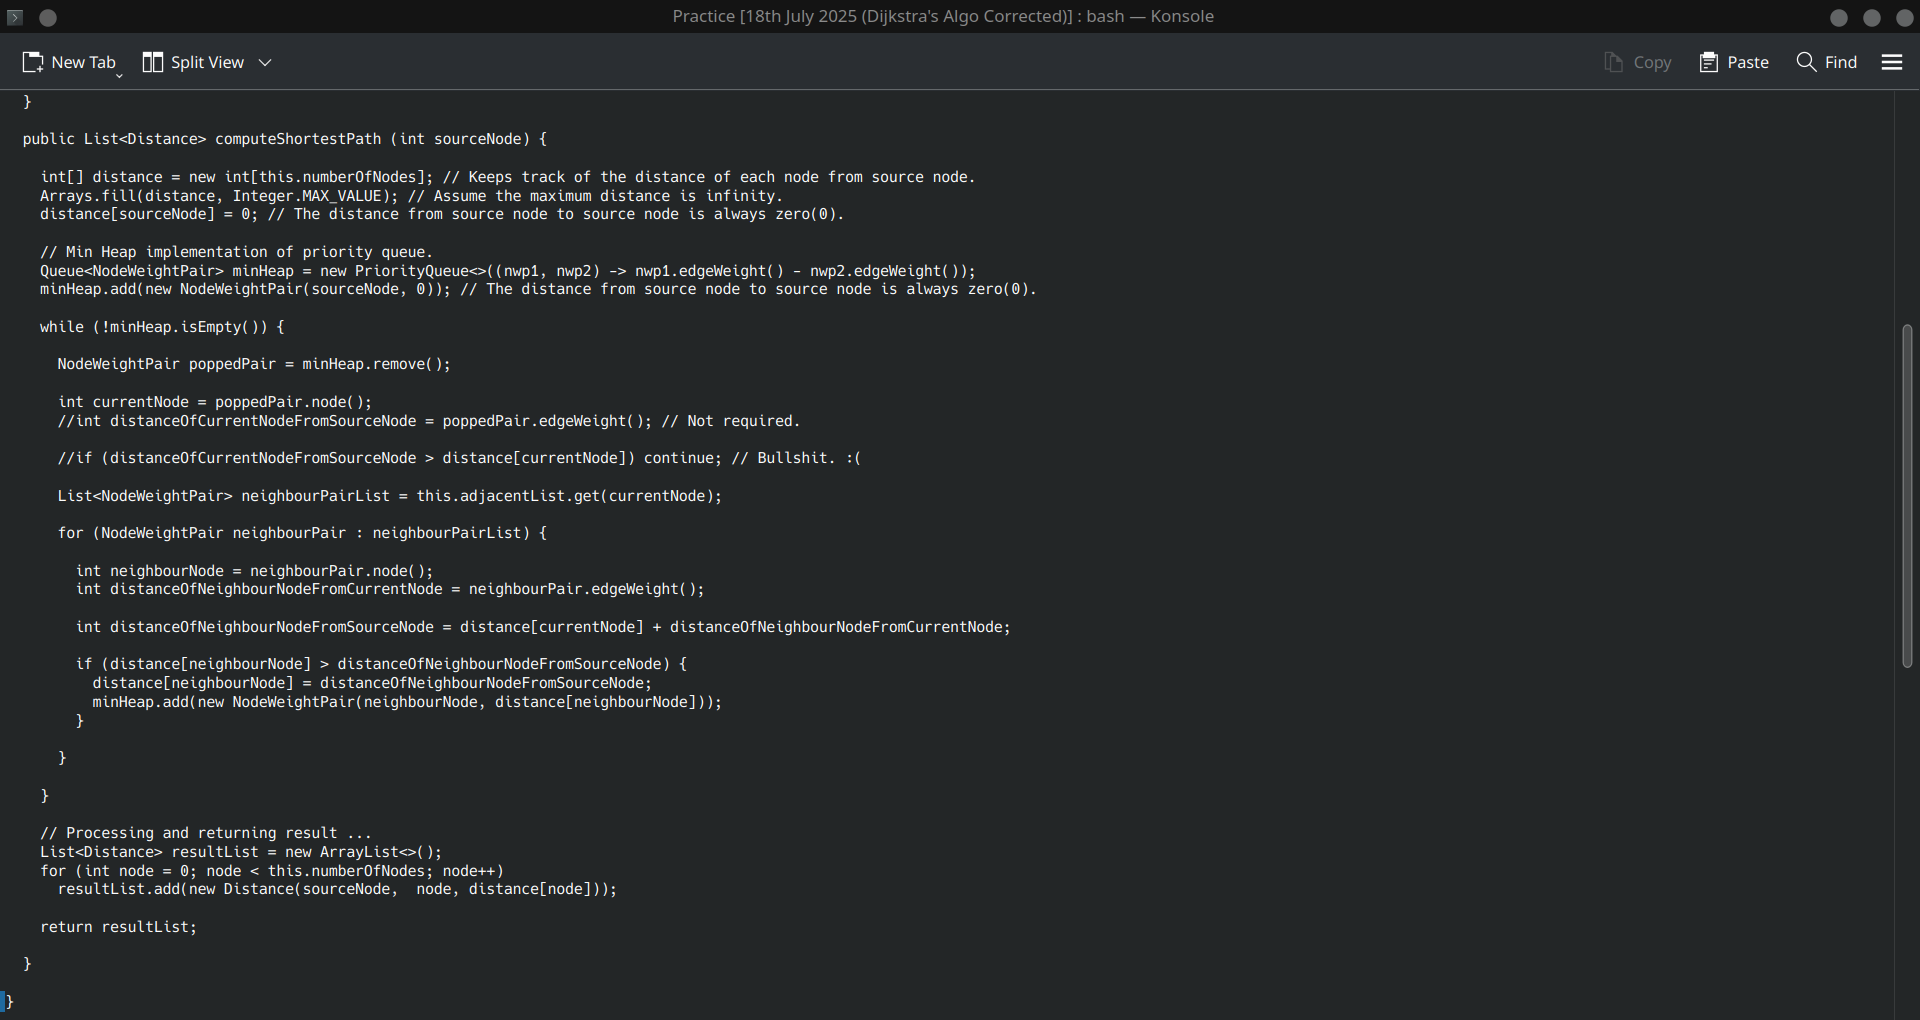 Practice [18th July 2025 (Dijkstra's Algo Corrected)] : bash — Konsole
New Tab Split View Copy Paste Find
}
public List<Distance> computeShortestPath (int sourceNode) {
int[] distance = new int[this.numberOfNodes]; // Keeps track of the distance of each node from source node.
Arrays.fill(distance, Integer.MAX_VALUE); // Assume the maximum distance is infinity.
distance[sourceNode] = 0; // The distance from source node to source node is always zero(0).
// Min Heap implementation of priority queue.
Queue<NodeWeightPair> minHeap = new PriorityQueue<>((nwp1, nwp2) -> nwp1.edgeWeight() - nwp2.edgeWeight());
minHeap.add(new NodeWeightPair(sourceNode, 0)); // The distance from source node to source node is always zero(0).
while (!minHeap.isEmpty()) {
NodeWeightPair poppedPair = minHeap.remove();
int currentNode = poppedPair.node();
//int distanceOfCurrentNodeFromSourceNode = poppedPair.edgeWeight(); // Not required.
//if (distanceOfCurrentNodeFromSourceNode > distance[currentNode]) continue; // Bullshit. :(
List<NodeWeightPair> neighbourPairList = this.adjacentList.get(currentNode);
for (NodeWeightPair neighbourPair : neighbourPairList) {
int neighbourNode = neighbourPair.node();
int distanceOfNeighbourNodeFromCurrentNode = neighbourPair.edgeWeight();
int distanceOfNeighbourNodeFromSourceNode = distance[currentNode] + distanceOfNeighbourNodeFromCurrentNode;
if (distance[neighbourNode] > distanceOfNeighbourNodeFromSourceNode) {
distance[neighbourNode] = distanceOfNeighbourNodeFromSourceNode;
minHeap.add(new NodeWeightPair(neighbourNode, distance[neighbourNode]));
}
}
}
// Processing and returning result ...
List<Distance> resultList = new ArrayList<>();
for (int node = 0; node < this.numberOfNodes; node++)
resultList.add(new Distance(sourceNode,  node, distance[node]));
return resultList;
}
}